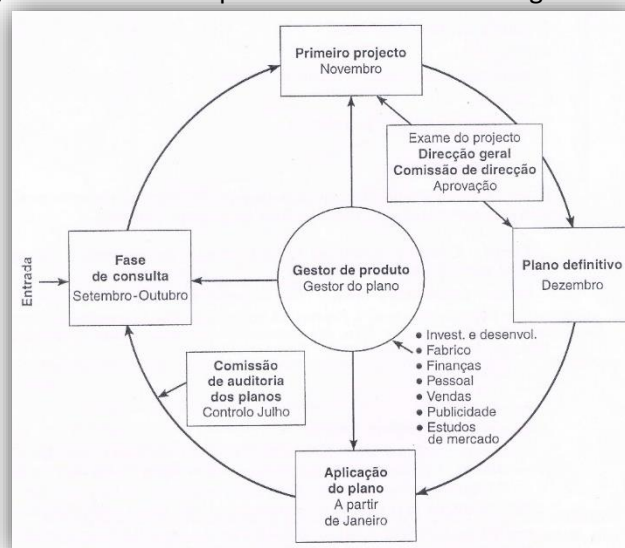 Primeiro projecto
Novembro
Exame do projecto
Direcção geral
Comissão de direcção
Aprovação
Entrada
Fase
de consulta
Setembro-Outubro
Gestor de produto
Gestor do plano
Plano definitivo
Dezembro
• Invest. e desenvol.
• Fabrico
• Finanças
• Pessoal
• Vendas
• Publicidade
• Estudos
de mercado
Comissão
de auditoria
dos planos
Controlo Julho
Aplicação
do plano
A partir
de Janeiro